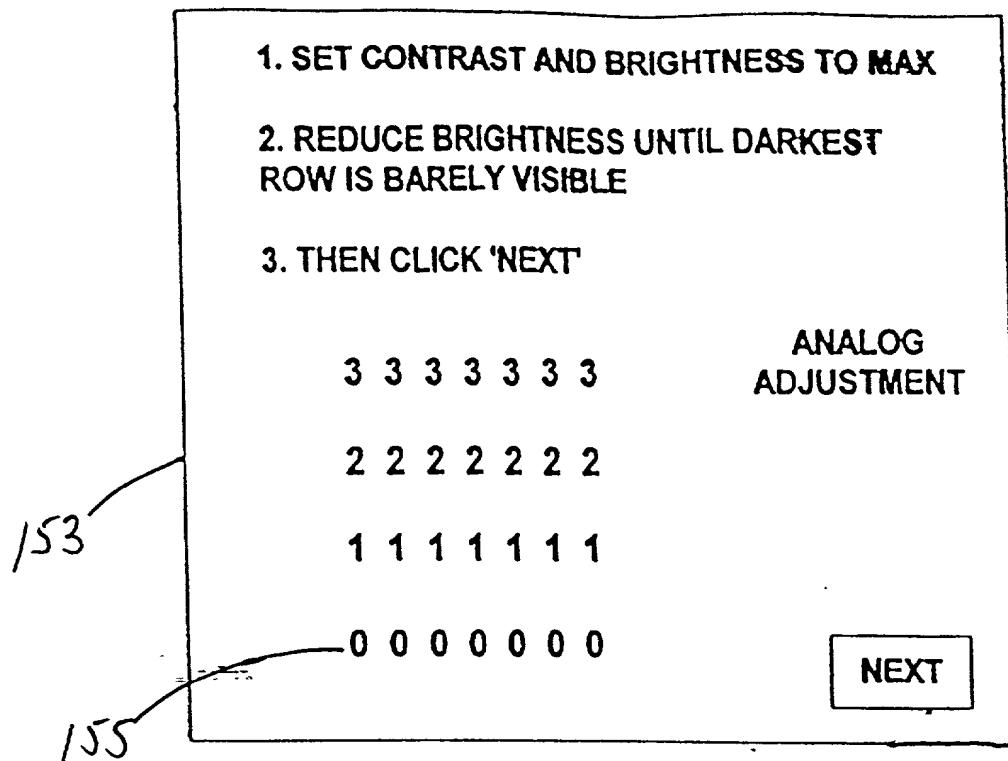 1. SET CONTRAST AND BRIGHTNESS TO MAX
2. REDUCE BRIGHTNESS UNTIL DARKEST
ROW IS BARELY VISIBLE
3. THEN CLICK 'NEXT'
ANALOG
ADJUSTMENT
3 3 3 3 3 3 3
2 2 2 2 2 2 2
1 1 1 1 1 1 1
0 0 0 0 0 0 0
NEXT
153
155